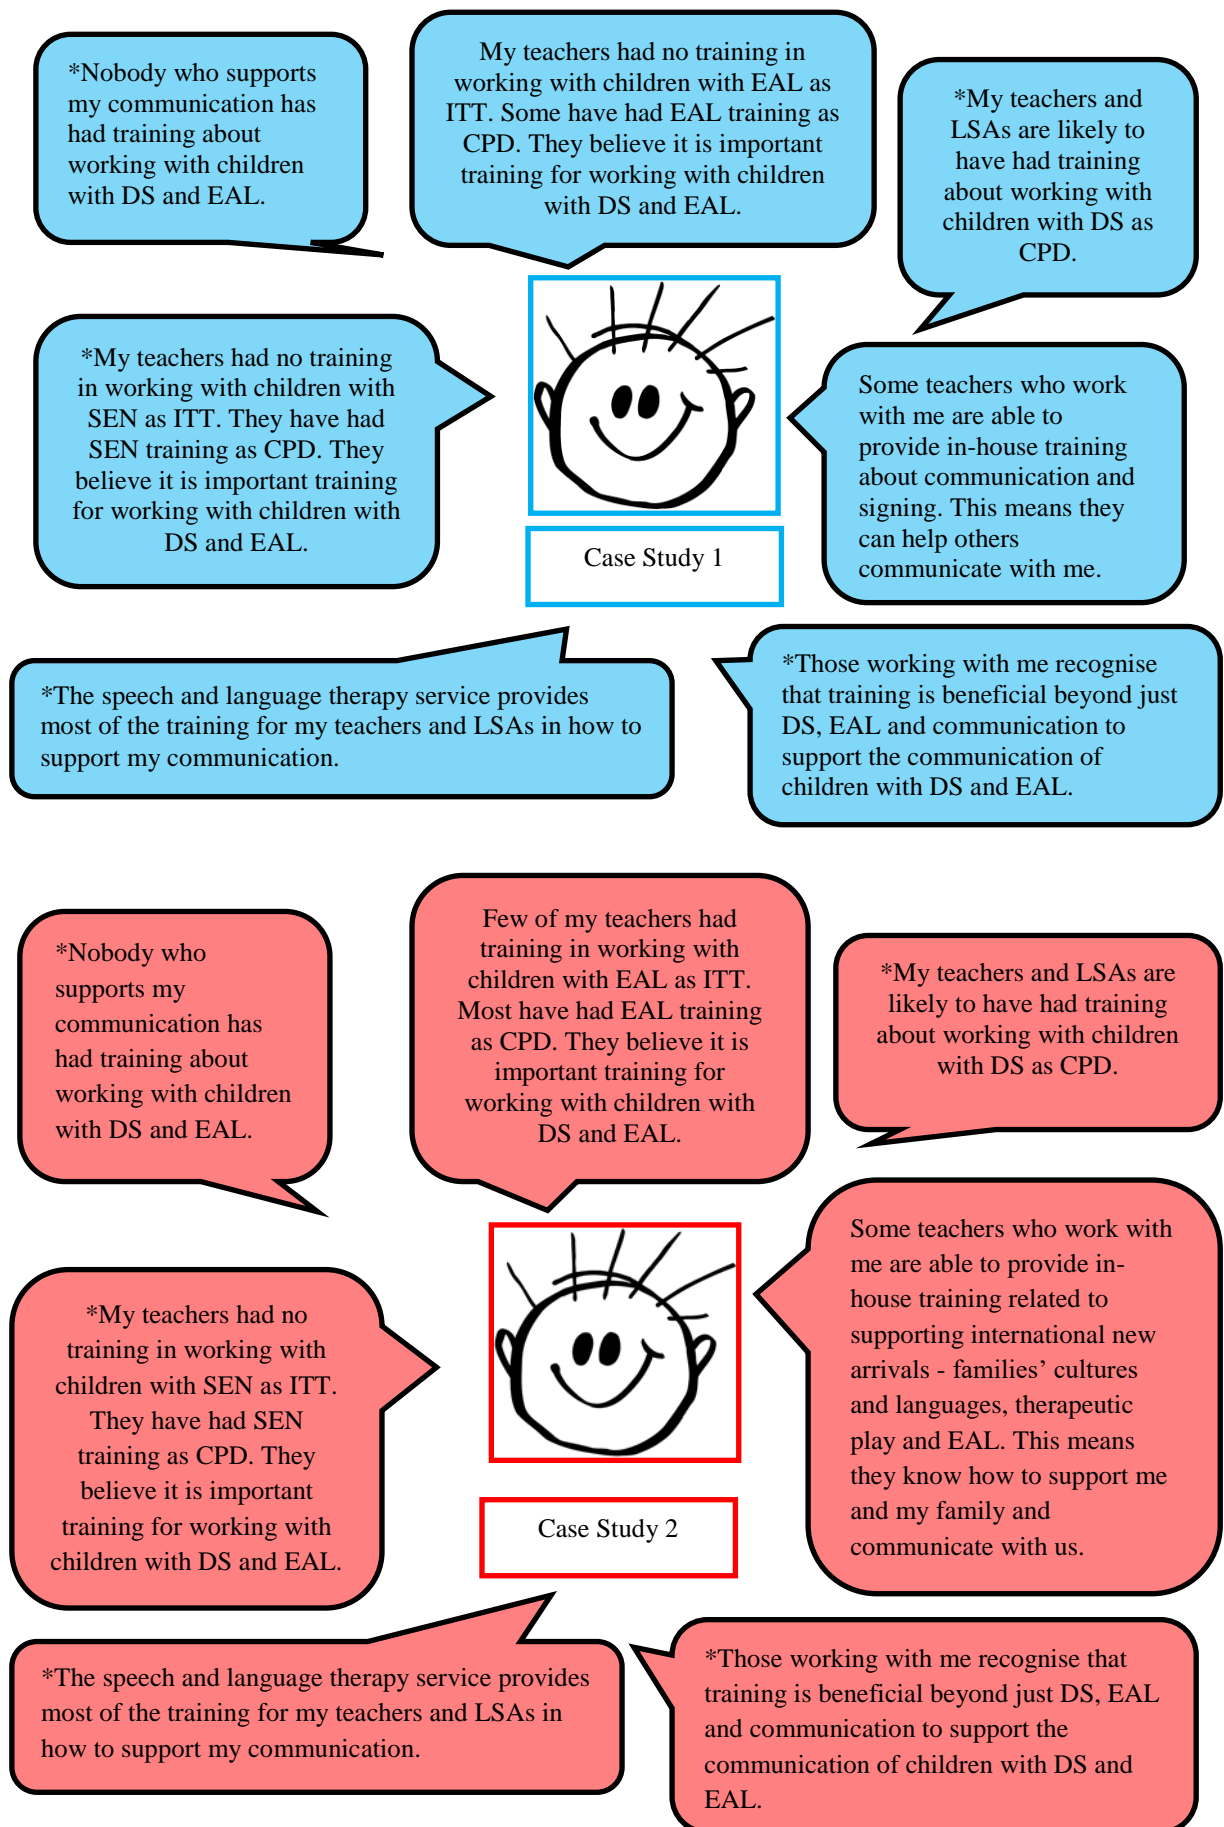 *Nobody who supports
my communication has
had training about
working with children
with DS and EAL.
My teachers had no training in
working with children with EAL as
ITT. Some have had EAL training as
CPD. They believe it is important
training for working with children
with DS and EAL.
*My teachers and
LSAs are likely to
have had training
about working with
children with DS as
CPD.
*My teachers had no training
in working with children with
SEN as ITT. They have had
SEN training as CPD. They
believe it is important training
for working with children with
DS and EAL.
Some teachers who work
with me are able to
provide in-house training
about communication and
signing. This means they
can help others
communicate with me.
Case Study 1
*The speech and language therapy service provides
most of the training for my teachers and LSAs in how to
support my communication.
*Those working with me recognise
that training is beneficial beyond just
DS, EAL and communication to
support the communication of
children with DS and EAL.
*Nobody who
supports my
communication has
had training about
working with children
with DS and EAL.
Few of my teachers had
training in working with
children with EAL as ITT.
Most have had EAL training
as CPD. They believe it is
important training for
working with children with
DS and EAL.
*My teachers and LSAs are
likely to have had training
about working with children
with DS as CPD.
*My teachers had no
training in working with
children with SEN as ITT.
They have had SEN
training as CPD. They
believe it is important
training for working with
children with DS and EAL.
Some teachers who work with
me are able to provide in-
house training related to
supporting international new
arrivals - families’ cultures
and languages, therapeutic
play and EAL. This means
they know how to support me
and my family and
communicate with us.
Case Study 2
*The speech and language therapy service provides
most of the training for my teachers and LSAs in
how to support my communication.
*Those working with me recognise that
training is beneficial beyond just DS, EAL
and communication to support the
communication of children with DS and
EAL.